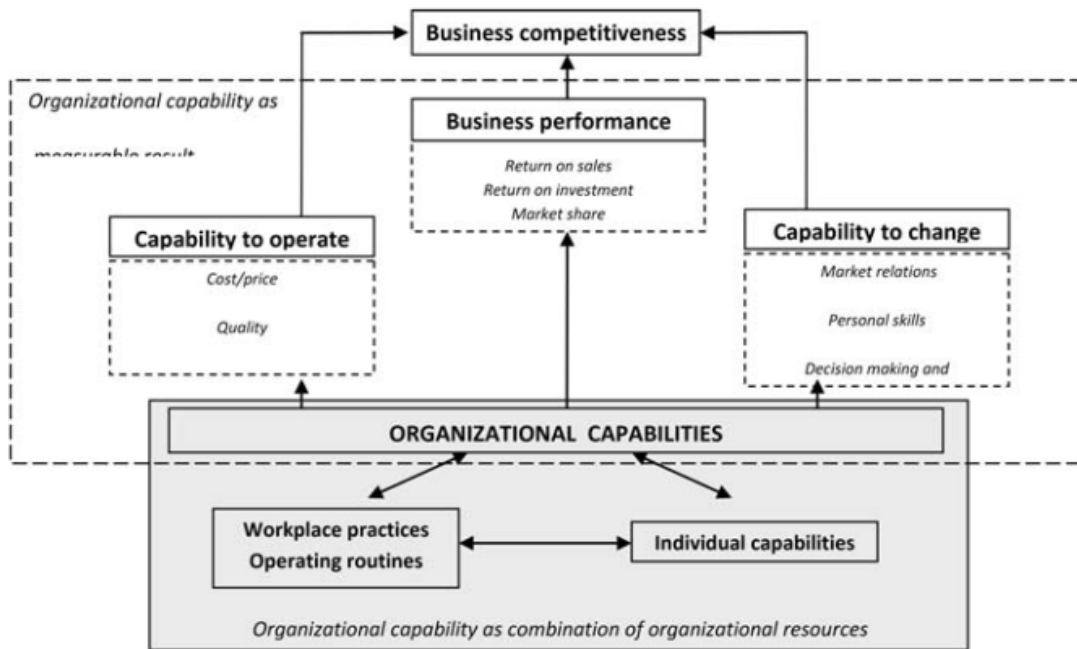 Business competitiveness
Organizational capability as
measurable result
Business performance
Return on sales
Return on investment
Market share
Capability to operate
Cost/price
Quality
Capability to change
Market relations
Personal skills
Decision making and
ORGANIZATIONAL CAPABILITIES
Workplace practices
Operating routines
Individual capabilities
Organizational capability as combination of organizational resources